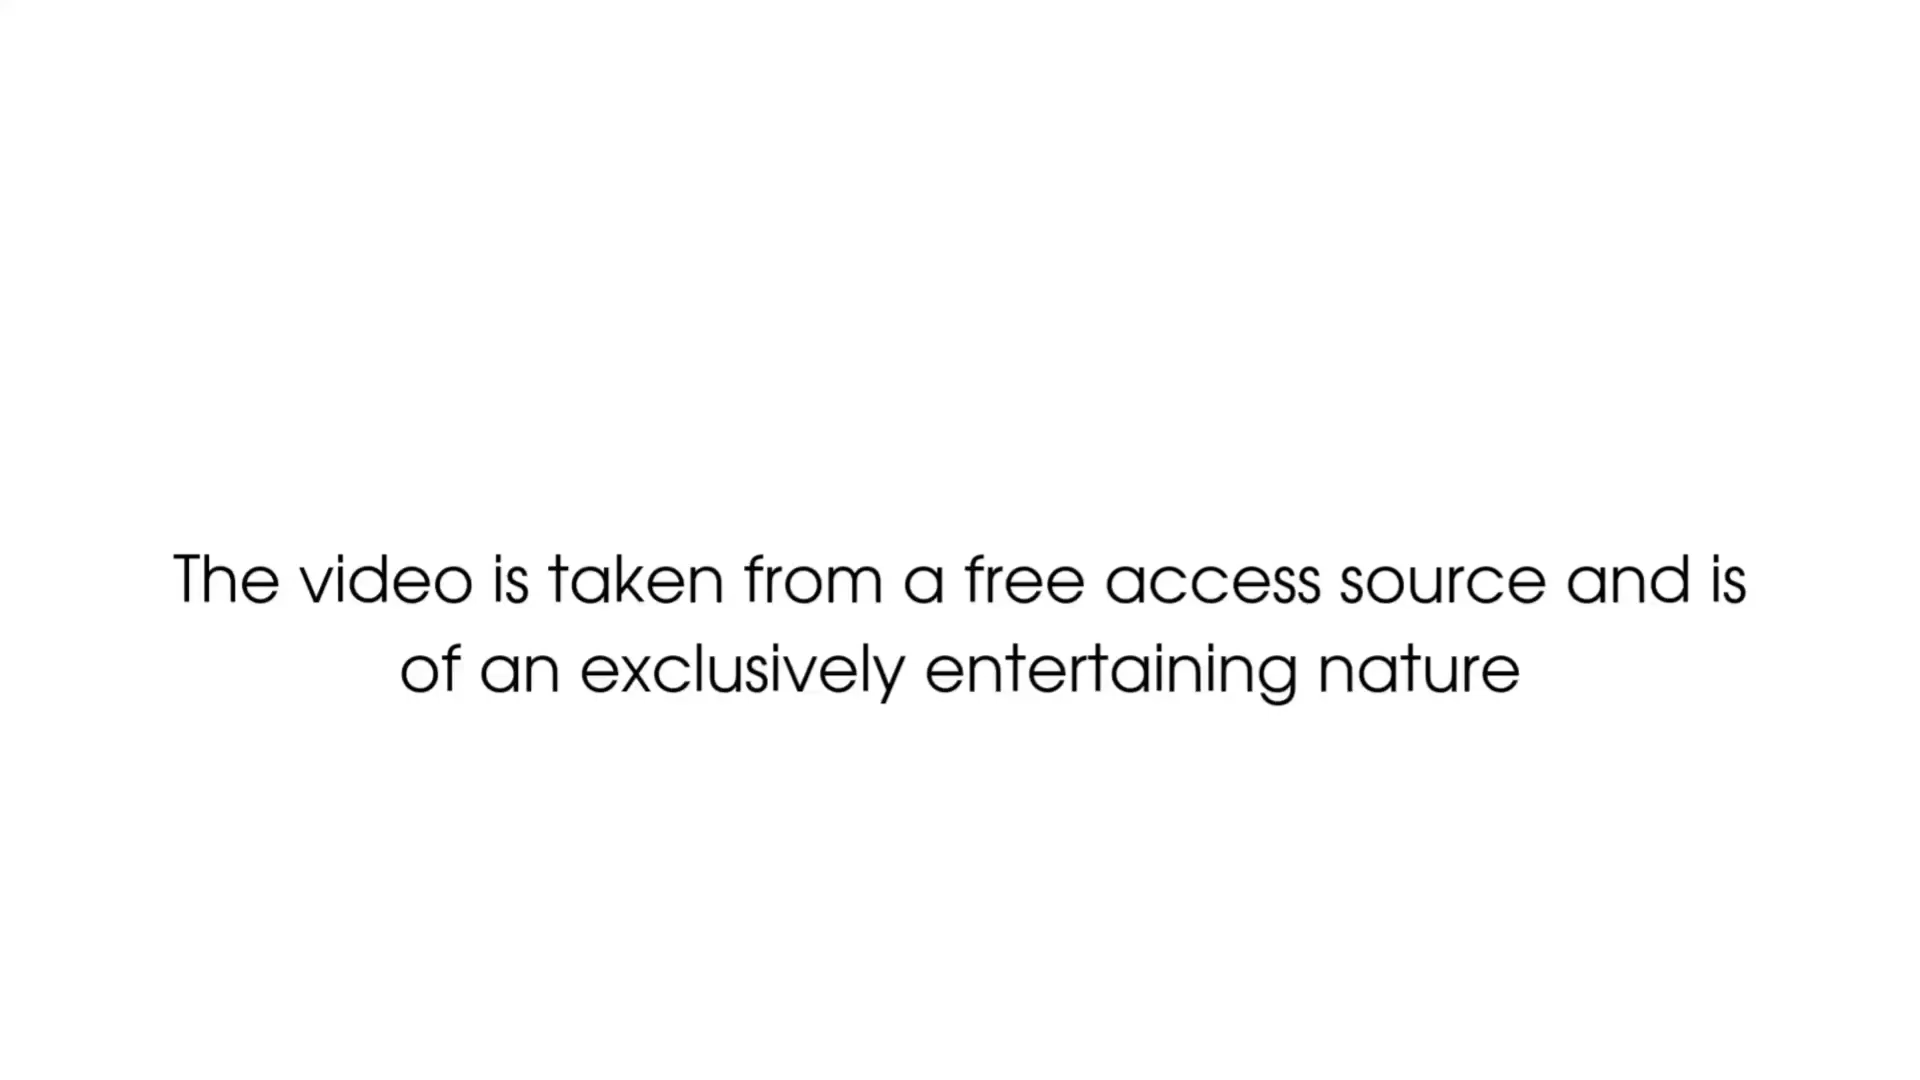 The video is taken from a free access source and is
of an exclusively entertaining nature